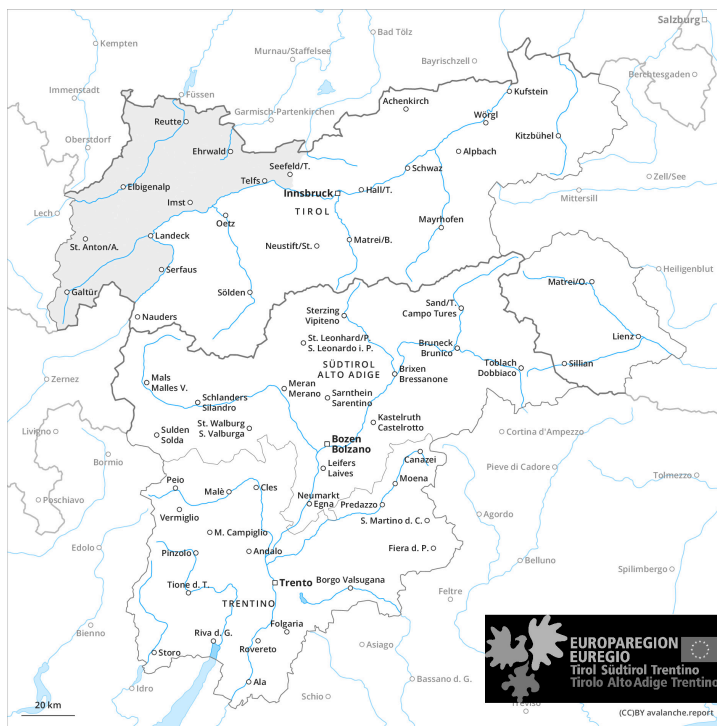 Salzburg
Kempten
Bad Tölz
Murnau/Staffelsee
Bayrischzell
Berchtesgaden
Immenstadt
Füssen
Achenkirch
Kufstein
Garmisch-Partenkirchen
Reutte
Wörgl
Oberstdorf
Kitzbühel
Ehrwald
Alpbach
Seefeld/T.
Schwaz
Zell/See
Telfs
Elbigenalp
Innsbruck
Hall/T.
Mittersill
Imst
TIROL
Lech
Oetz
Mayrhofen
Landeck
St. Anton/A.
Neustift/St.
Matrei/B.
Serfaus
Heiligenblut
Galtür
Sölden
Matrei/O.
Nauders
Sterzing
Vipiteno
Sand/T.
Campo Tures
Lienz
St. Leonhard/P.
S. Leonardo i. P.
Bruneck
Brunico
SÜDTIROL
ALTO ADIGE
Toblach
Dobbiaco
Sillian
Zernez
Mals
Malles V.
Meran
Merano
Brixen
Bressanone
Schlanders
Silandro
Sarnthein
Sarentino
Kastelruth
Castelrotto
Livigno
Sulden
Solda
St. Walburg
S. Valburga
Bozen
Bolzano
Cortina d'Ampezzo
Bormio
Canazei
Leifers
Laives
Pieve di Cadore
Tolmezzo
Peio
Malè
Cles
Moena
Poschiavo
Neumarkt
Egna
Predazzo
Vermiglio
S. Martino d. C.
Agordo
M. Campiglio
Edolo
Pinzolo
Andalo
Fiera d. P.
Belluno
Spilimbergo
Tione d. T.
Trento
Borgo Valsugana
Feltre
TRENTINO
Bienno
Folgaria
Riva d. G.
Rovereto
Storo
Asiago
Ala
Idro
Schio
Bassano d. G.
EUROPAREGION
EUREGIO
Tirol Südtirol Trentino
Tirolo Alto Adige Trentino
Treviso
20 km
(CC)BY avalanche.report